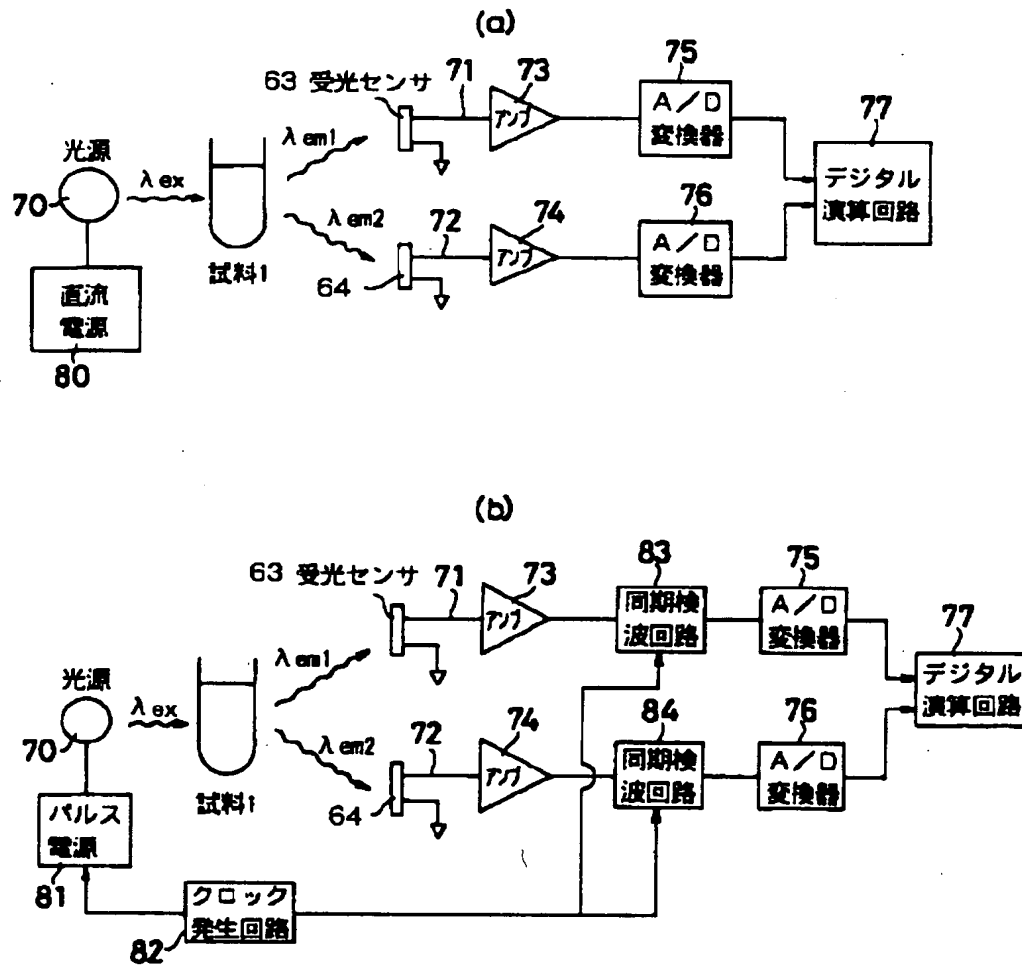 (a)
63 受光センサ
71
73
アンプ
75
A/D
変換器
77
デジタル
演算回路
光源
70
λex
λem1
λem2
試料1
64
72
74
アンプ
76
A/D
変換器
直流
電源
80
(b)
63 受光センサ
71
73
アンプ
83
同期検
波回路
75
A/D
変換器
77
デジタル
演算回路
光源
70
λex
λem1
λem2
試料1
64
72
74
アンプ
84
同期検
波回路
76
A/D
変換器
パルス
電源
81
クロック
発生回路
82